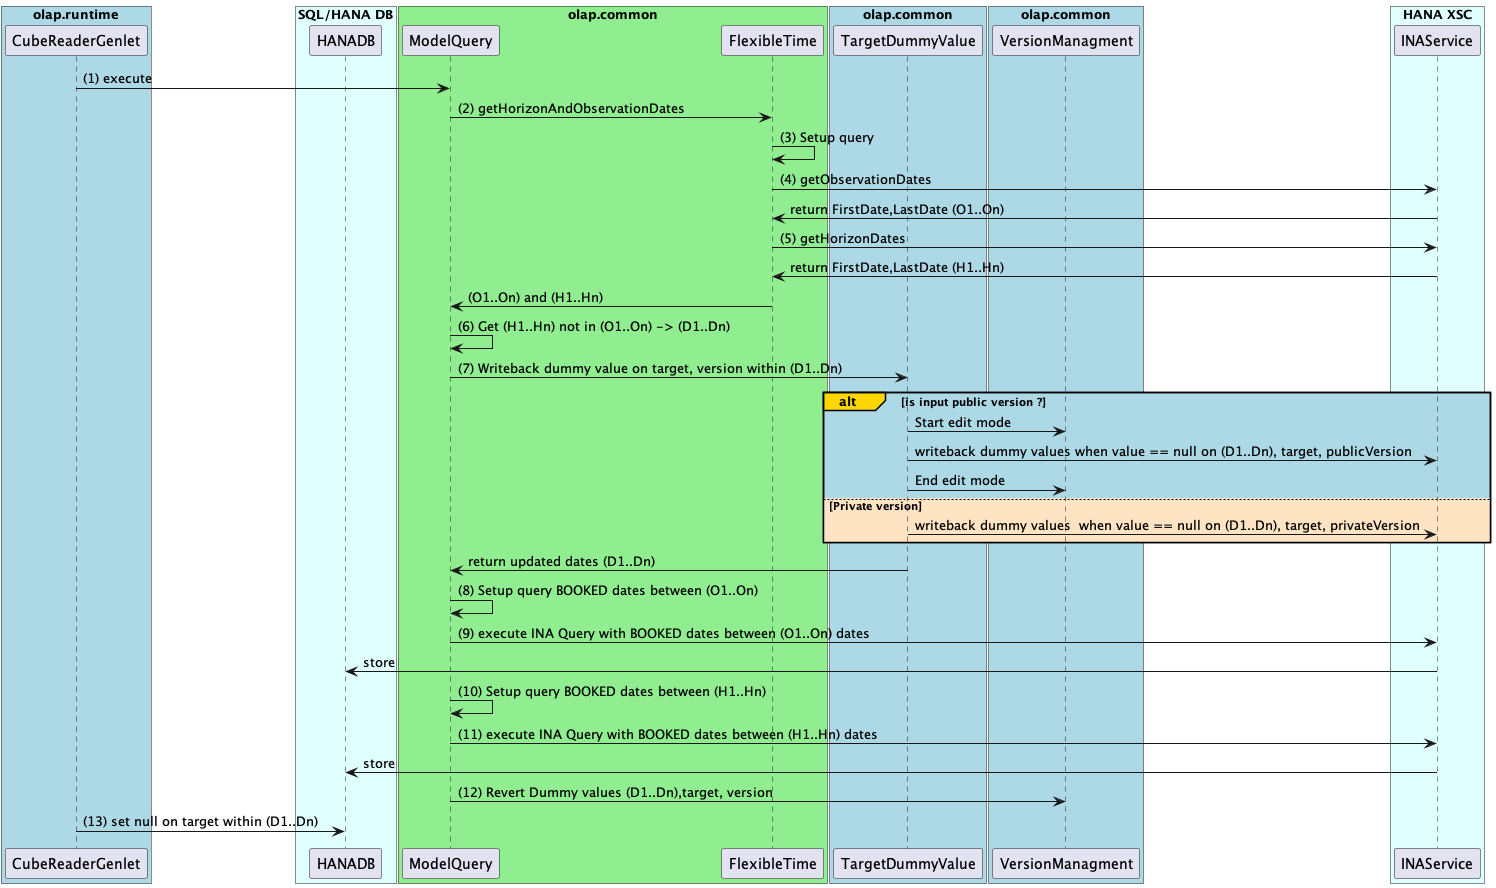 olap.runtime
SQL/HANA DB
olap.common
olap.common
olap.common
HANA XSC
CubeReaderGenlet
HANADB
ModelQuery
FlexibleTime
TargetDummyValue
VersionManagment
INAService
(1) execute
(2) getHorizonAndObservationDates
(3) Setup query
(4) getObservationDates
return FirstDate,LastDate (O1..On)
(5) getHorizonDates
return FirstDate,LastDate (H1..Hn)
(O1..On) and (H1..Hn)
(6) Get (H1..Hn) not in (O1..On) -> (D1..Dn)
(7) Writeback dummy value on target, version within (D1..Dn)
alt
[is input public version ?]
Start edit mode
writeback dummy values when value == null on (D1..Dn), target, publicVersion
End edit mode
[Private version]
writeback dummy values  when value == null on (D1..Dn), target, privateVersion
return updated dates (D1..Dn)
(8) Setup query BOOKED dates between (O1..On)
(9) execute INA Query with BOOKED dates between (O1..On) dates
store
(10) Setup query BOOKED dates between (H1..Hn)
(11) execute INA Query with BOOKED dates between (H1..Hn) dates
store
(12) Revert Dummy values (D1..Dn),target, version
(13) set null on target within (D1..Dn)
CubeReaderGenlet
HANADB
ModelQuery
FlexibleTime
TargetDummyValue
VersionManagment
INAService